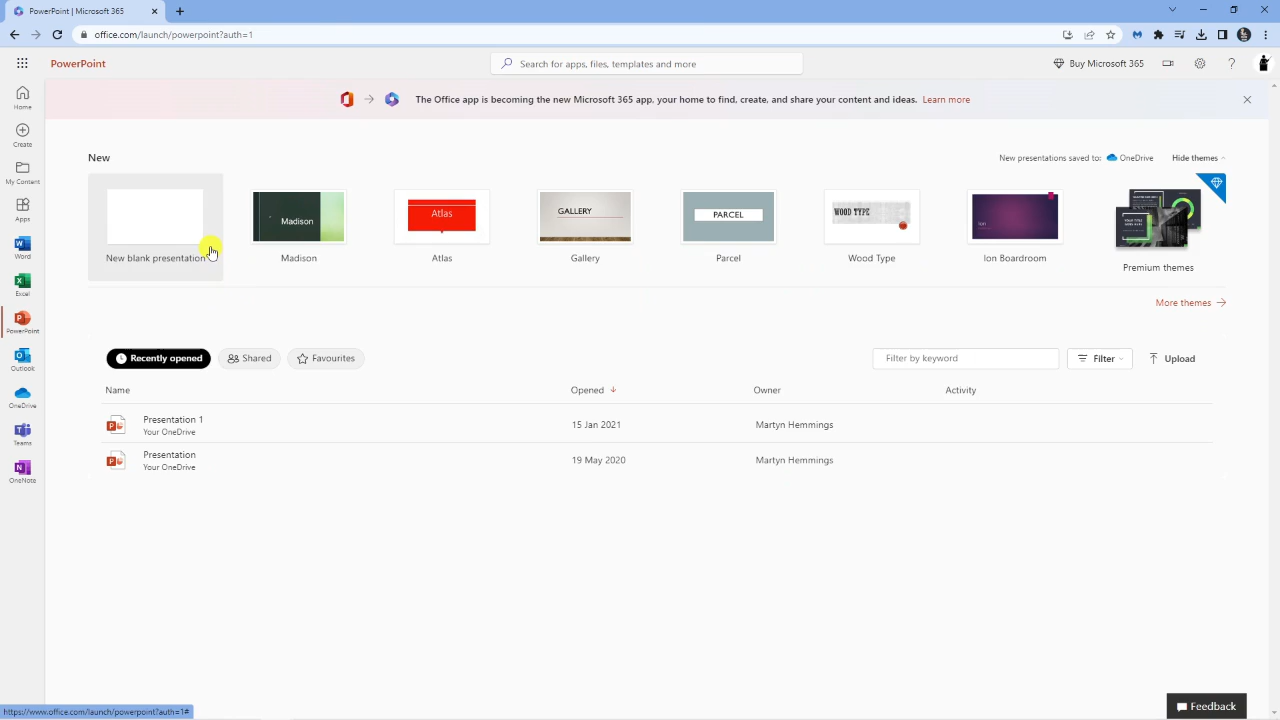 PowerPoint | Microsoft 365
office.com/launch/powerpoint?auth=1
PowerPoint
Search for apps, files, templates and more
Buy Microsoft 365
The Office app is becoming the new Microsoft 365 app, your home to find, create, and share your content and ideas. Learn more
Home
Create
My Content
Apps
Word
Excel
PowerPoint
Outlook
OneDrive
Teams
OneNote
New
New presentations saved to: OneDrive
Hide themes
Madison
Atlas
GALLERY
PARCEL
WOOD TYPE
New blank presentation
Madison
Atlas
Gallery
Parcel
Wood Type
Ion Boardroom
Premium themes
More themes
Recently opened
Shared
Favourites
Filter by keyword
Filter
Upload
Name
Opened
Owner
Activity
Presentation 1
Your OneDrive
15 Jan 2021
Martyn Hemmings
Presentation
Your OneDrive
19 May 2020
Martyn Hemmings
https://www.office.com/launch/powerpoint?auth=1#
Feedback